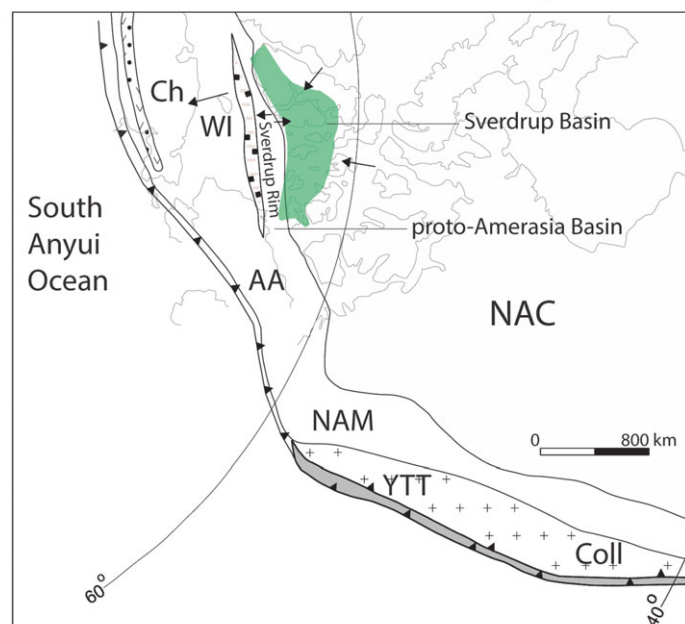 Ch
WI
Sverdrup Rim
Sverdrup Basin
proto-Amerasia Basin
South
Anyui
Ocean
AA
NAC
NAM
0 800 km
YTT
Coll
60°
40°